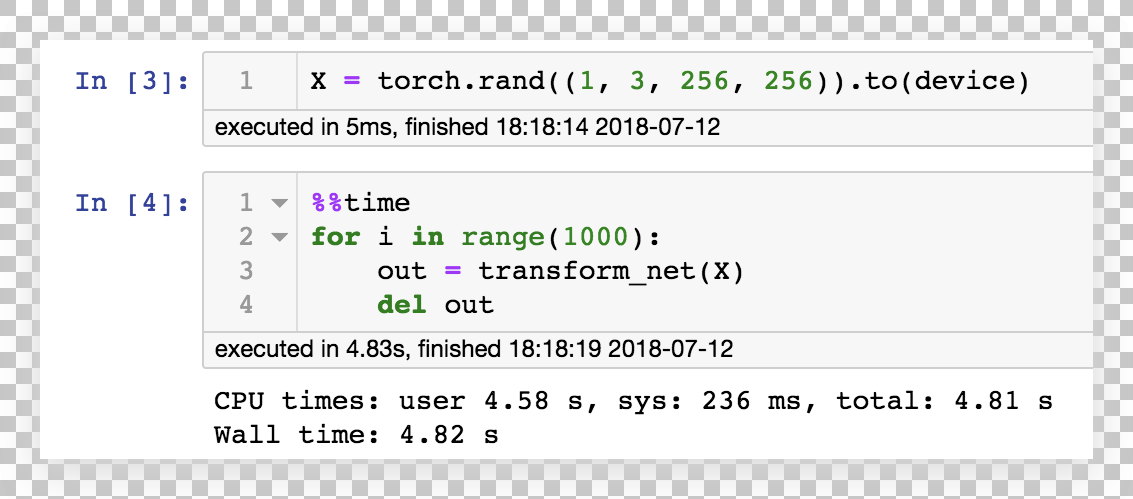 In [3]: 1 X = torch.rand((1, 3, 256, 256)).to(device)
executed in 5ms, finished 18:18:14 2018-07-12
In [4]: 1 %%time
2 for i in range(1000):
3     out = transform_net(X)
4     del out
executed in 4.83s, finished 18:18:19 2018-07-12
CPU times: user 4.58 s, sys: 236 ms, total: 4.81 s
Wall time: 4.82 s